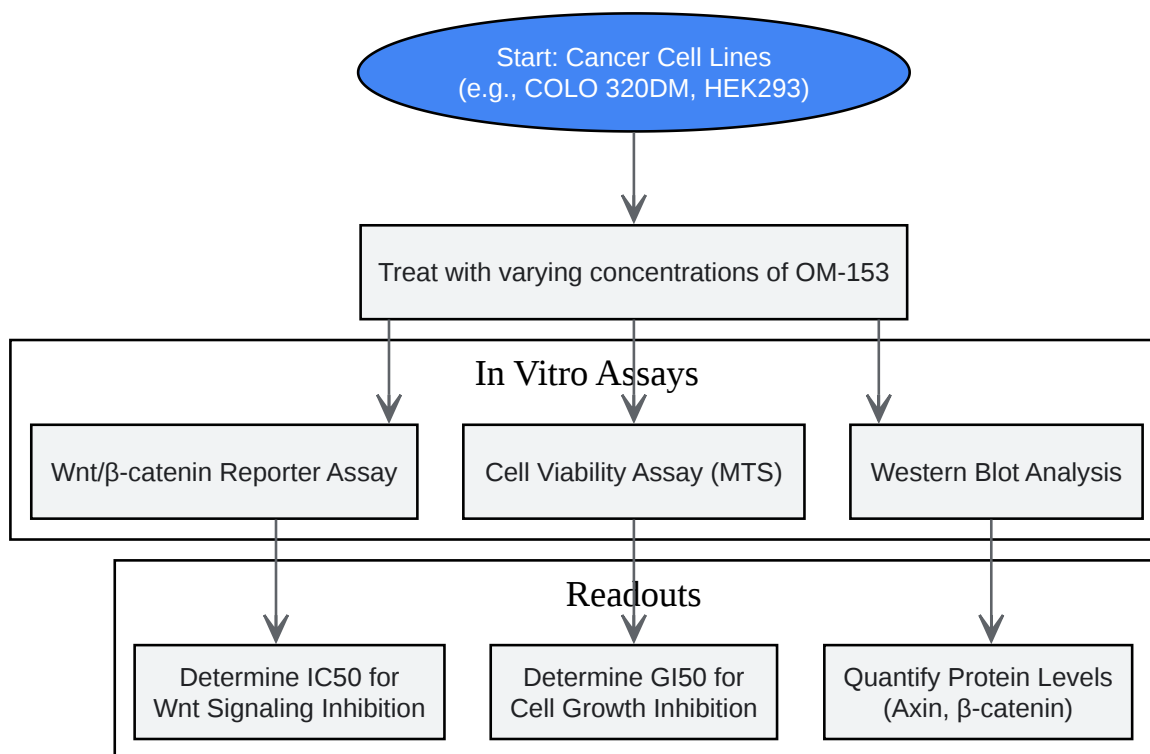 Start: Cancer Cell Lines
(e.g., COLO 320DM, HEK293)
Treat with varying concentrations of OM-153
In Vitro Assays
Wnt/β-catenin Reporter Assay
Cell Viability Assay (MTS)
Western Blot Analysis
Readouts
Determine IC50 for
Wnt Signaling Inhibition
Determine GI50 for
Cell Growth Inhibition
Quantify Protein Levels
(Axin, β-catenin)